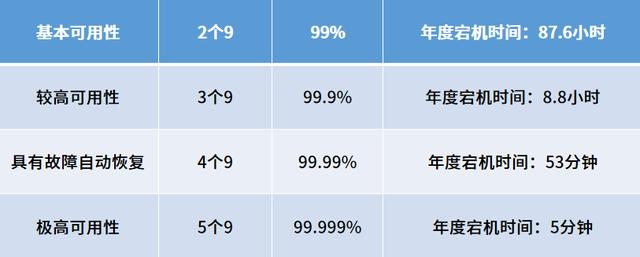 基本可用性 2个9 99% 年度宕机时间：87.6小时
较高可用性 3个9 99.9% 年度宕机时间：8.8小时
具有故障自动恢复 4个9 99.99% 年度宕机时间：53分钟
极高可用性 5个9 99.999% 年度宕机时间：5分钟